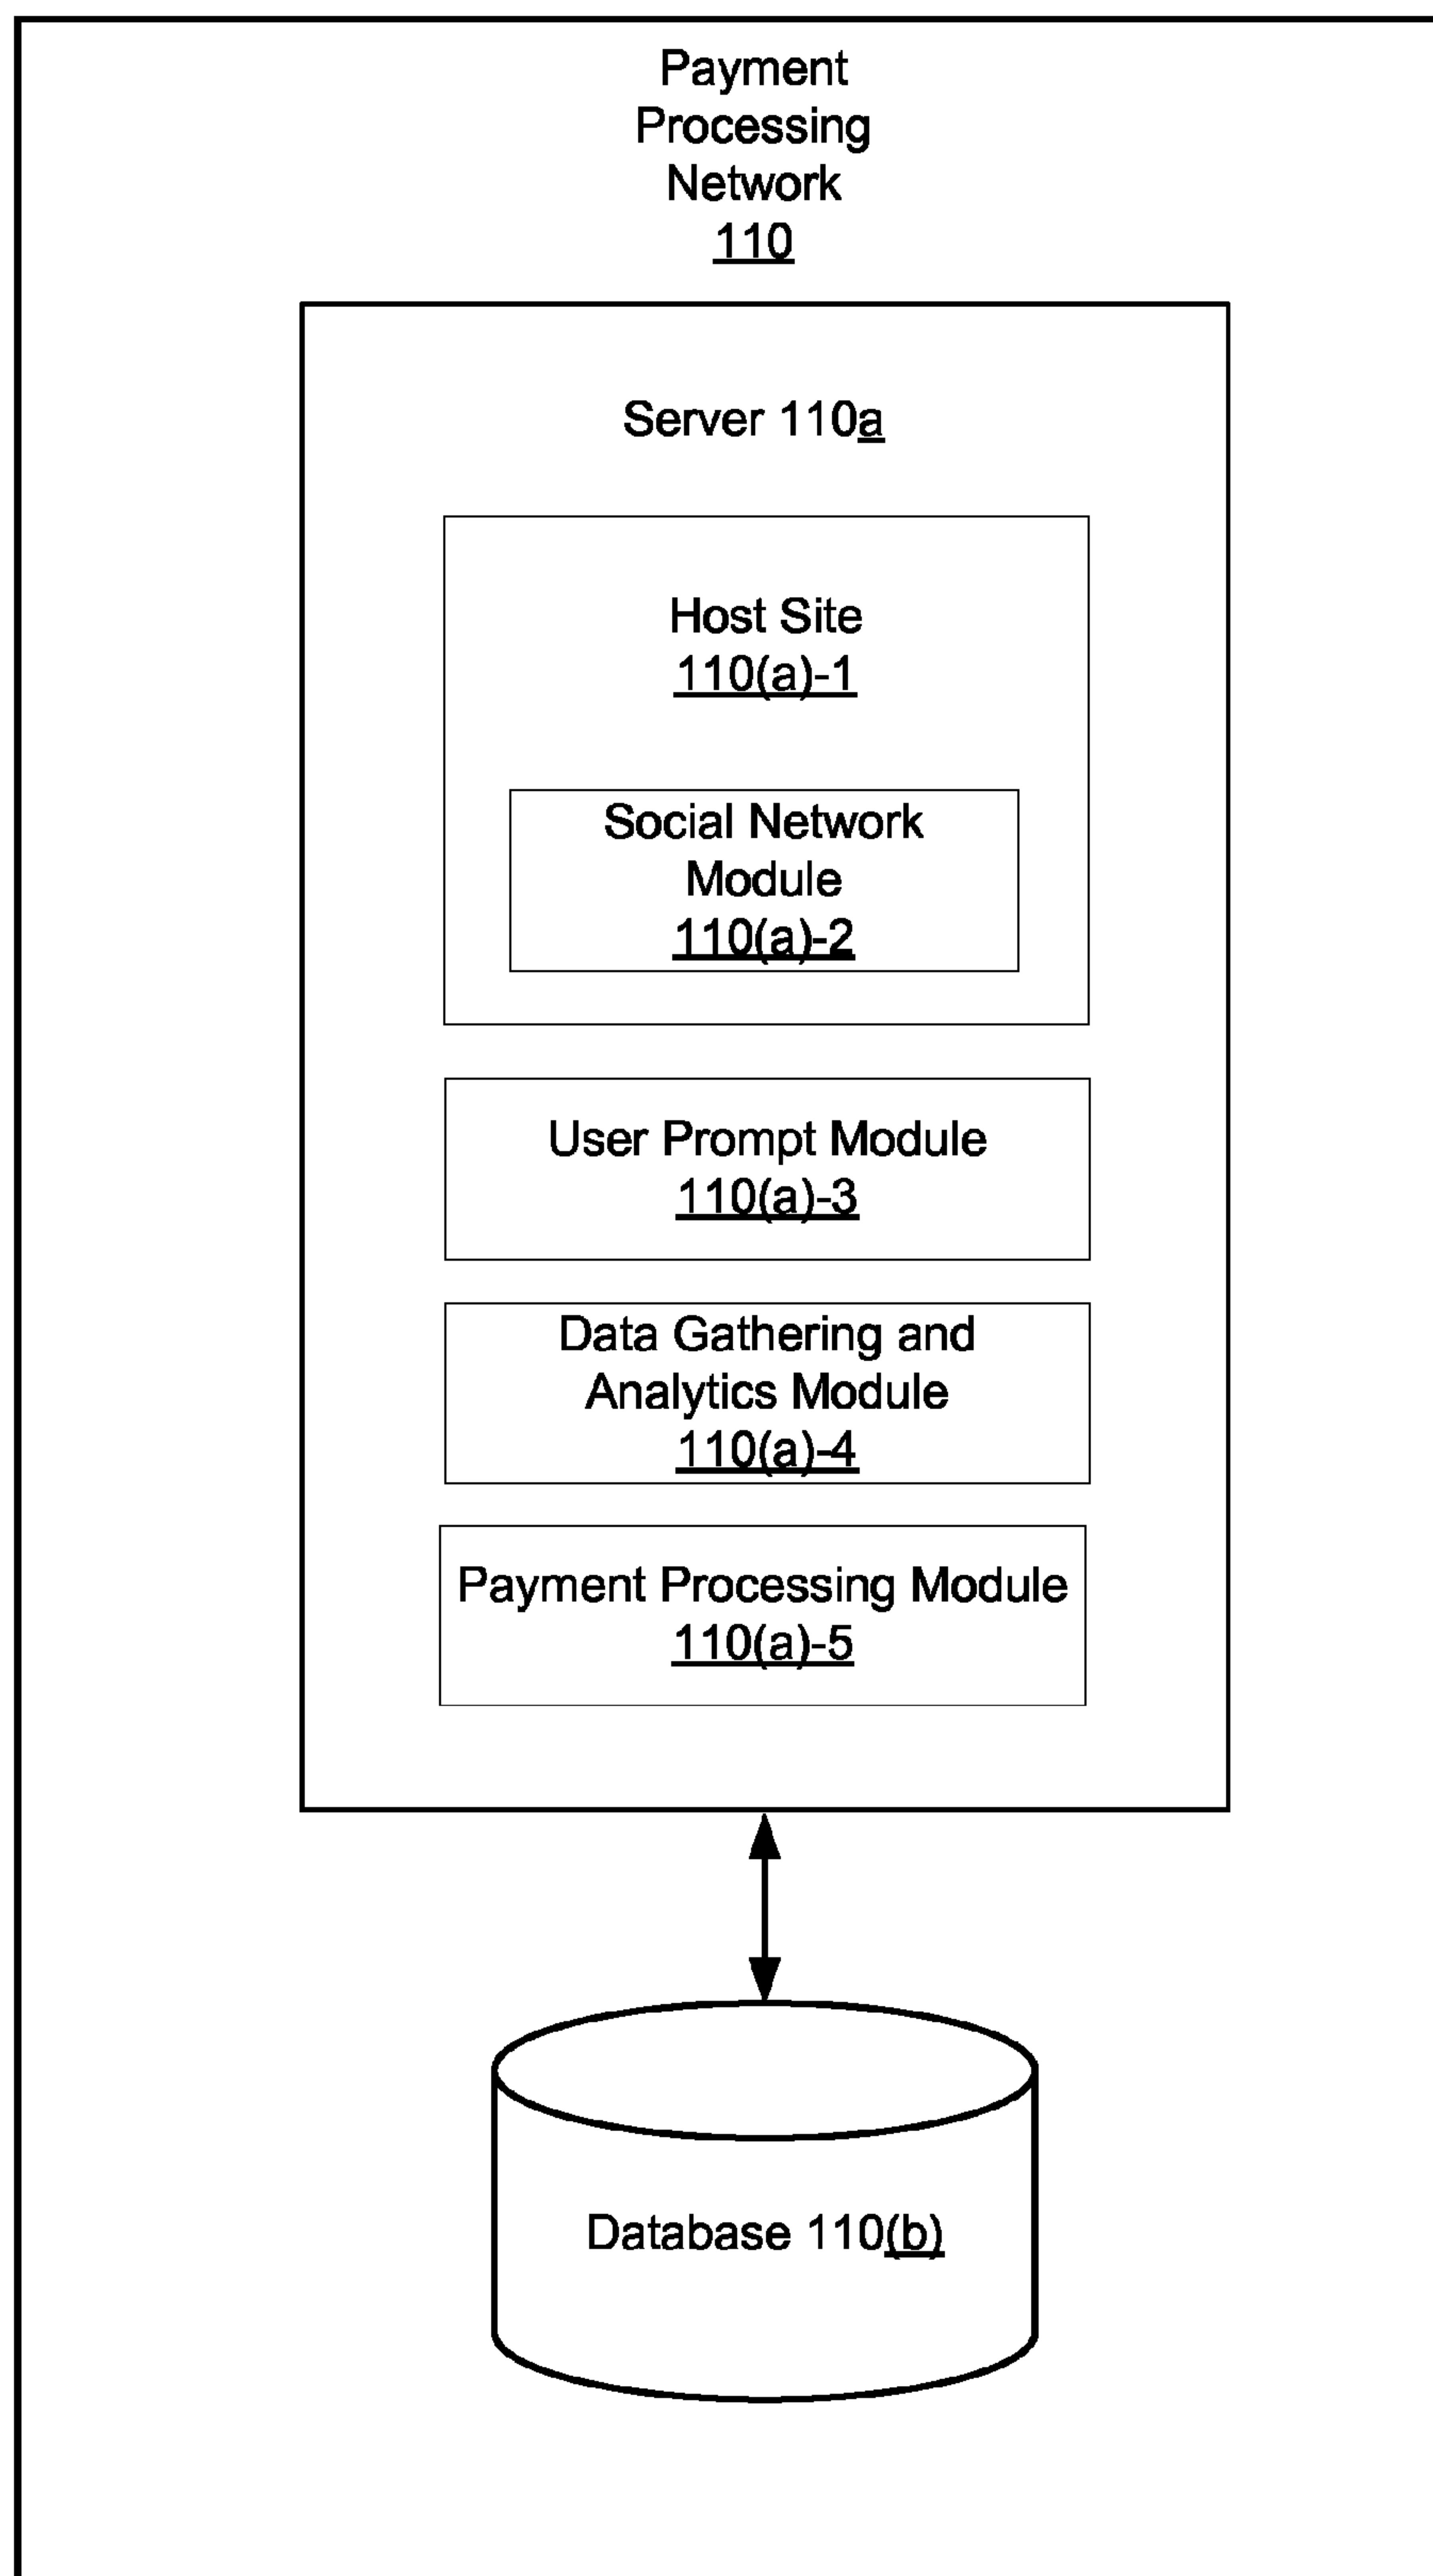 Payment
Processing
Network
110
Server 110a
Host Site
110(a)-1
Social Network
Module
110(a)-2
User Prompt Module
110(a)-3
Data Gathering and
Analytics Module
110(a)-4
Payment Processing Module
110(a)-5
Database 110(b)